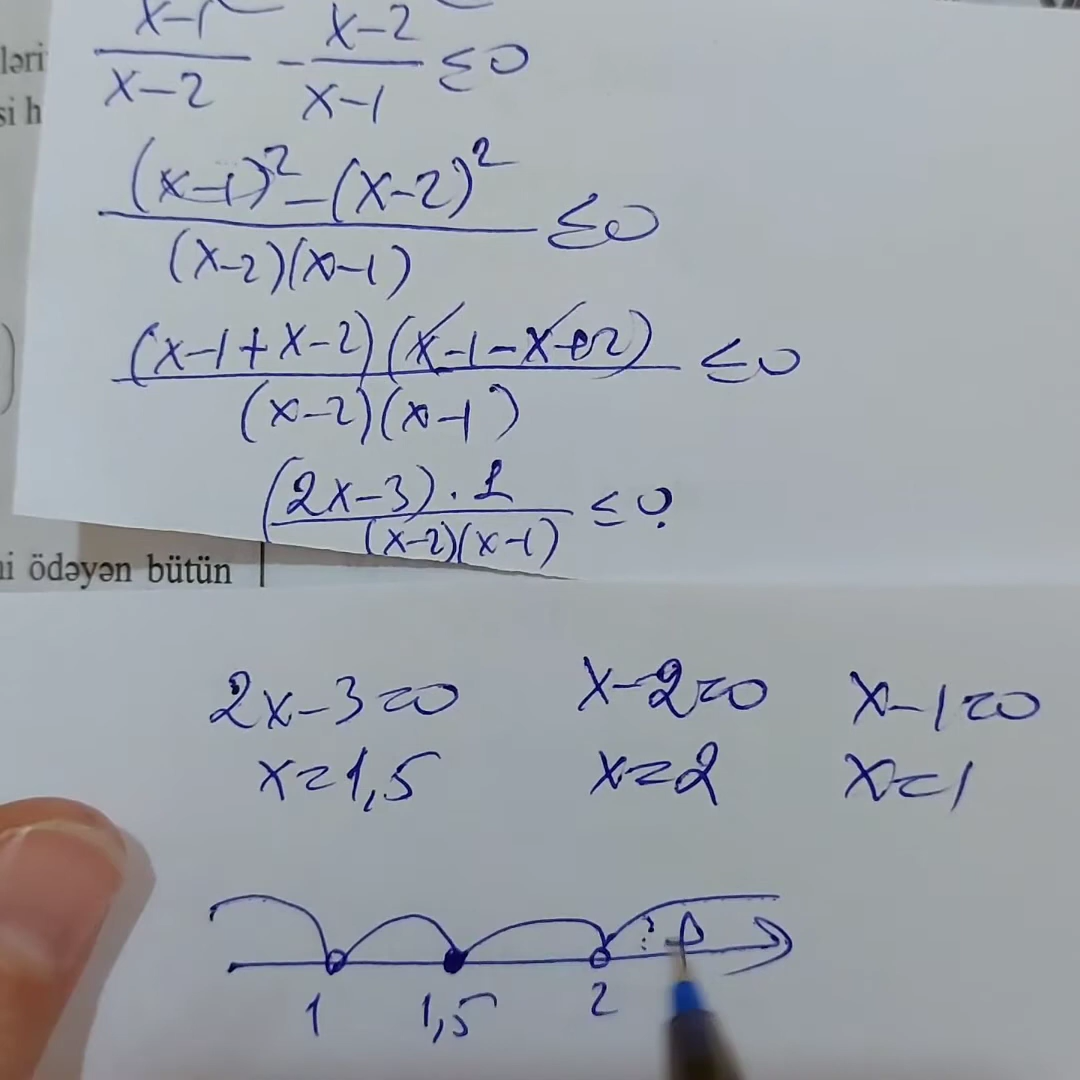 ləri
si h
x-1/x-2 - x-2/x-1 ≤0
(x-1)²-(x-2)²/(x-2)(x-1) ≤0
(x-1+x-2)(x-1-x+2)/(x-2)(x-1) ≤0
(2x-3)·1/(x-2)(x-1) ≤0
i ödəyən bütün
2x-3=0 x-2=0 x-1=0
x=1,5 x=2 x=1
?
1 1,5 2